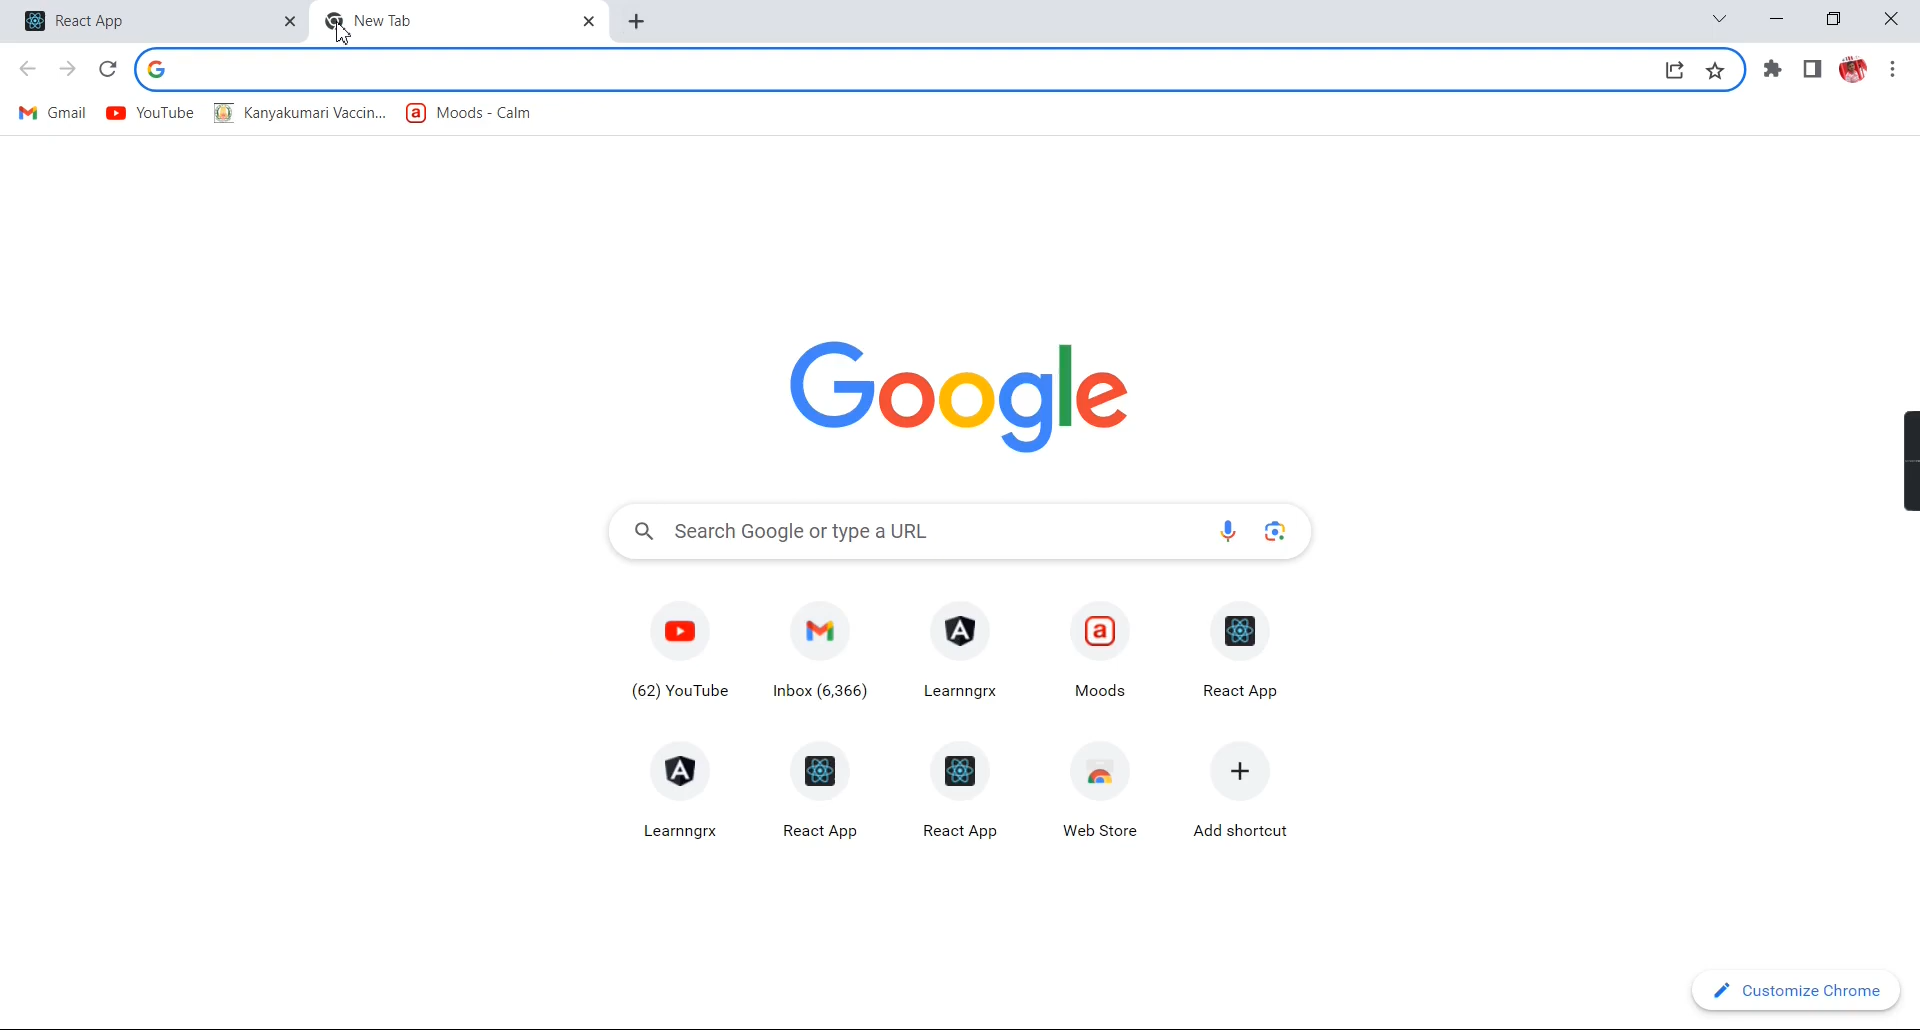 React App
New Tab
Gmail
YouTube
Kanyakumari Vaccin...
Moods - Calm
Google
Search Google or type a URL
(62) YouTube
Inbox (6,366)
Learnngrx
Moods
React App
Learnngrx
React App
React App
Web Store
Add shortcut
Customize Chrome